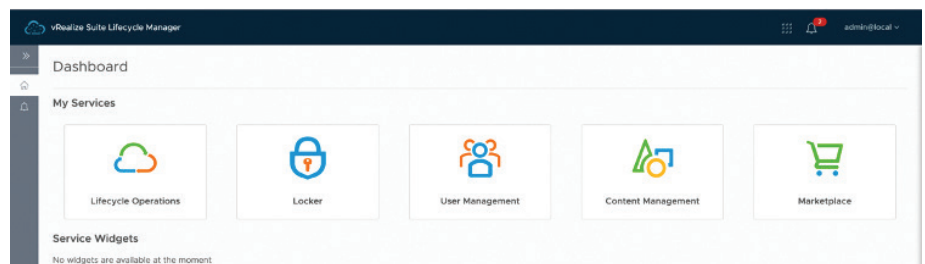 vRealize Suite Lifecycle Manager
admin@local
Dashboard
My Services
Lifecycle Operations Locker User Management Content Management Marketplace
Service Widgets
No widgets are available at the moment